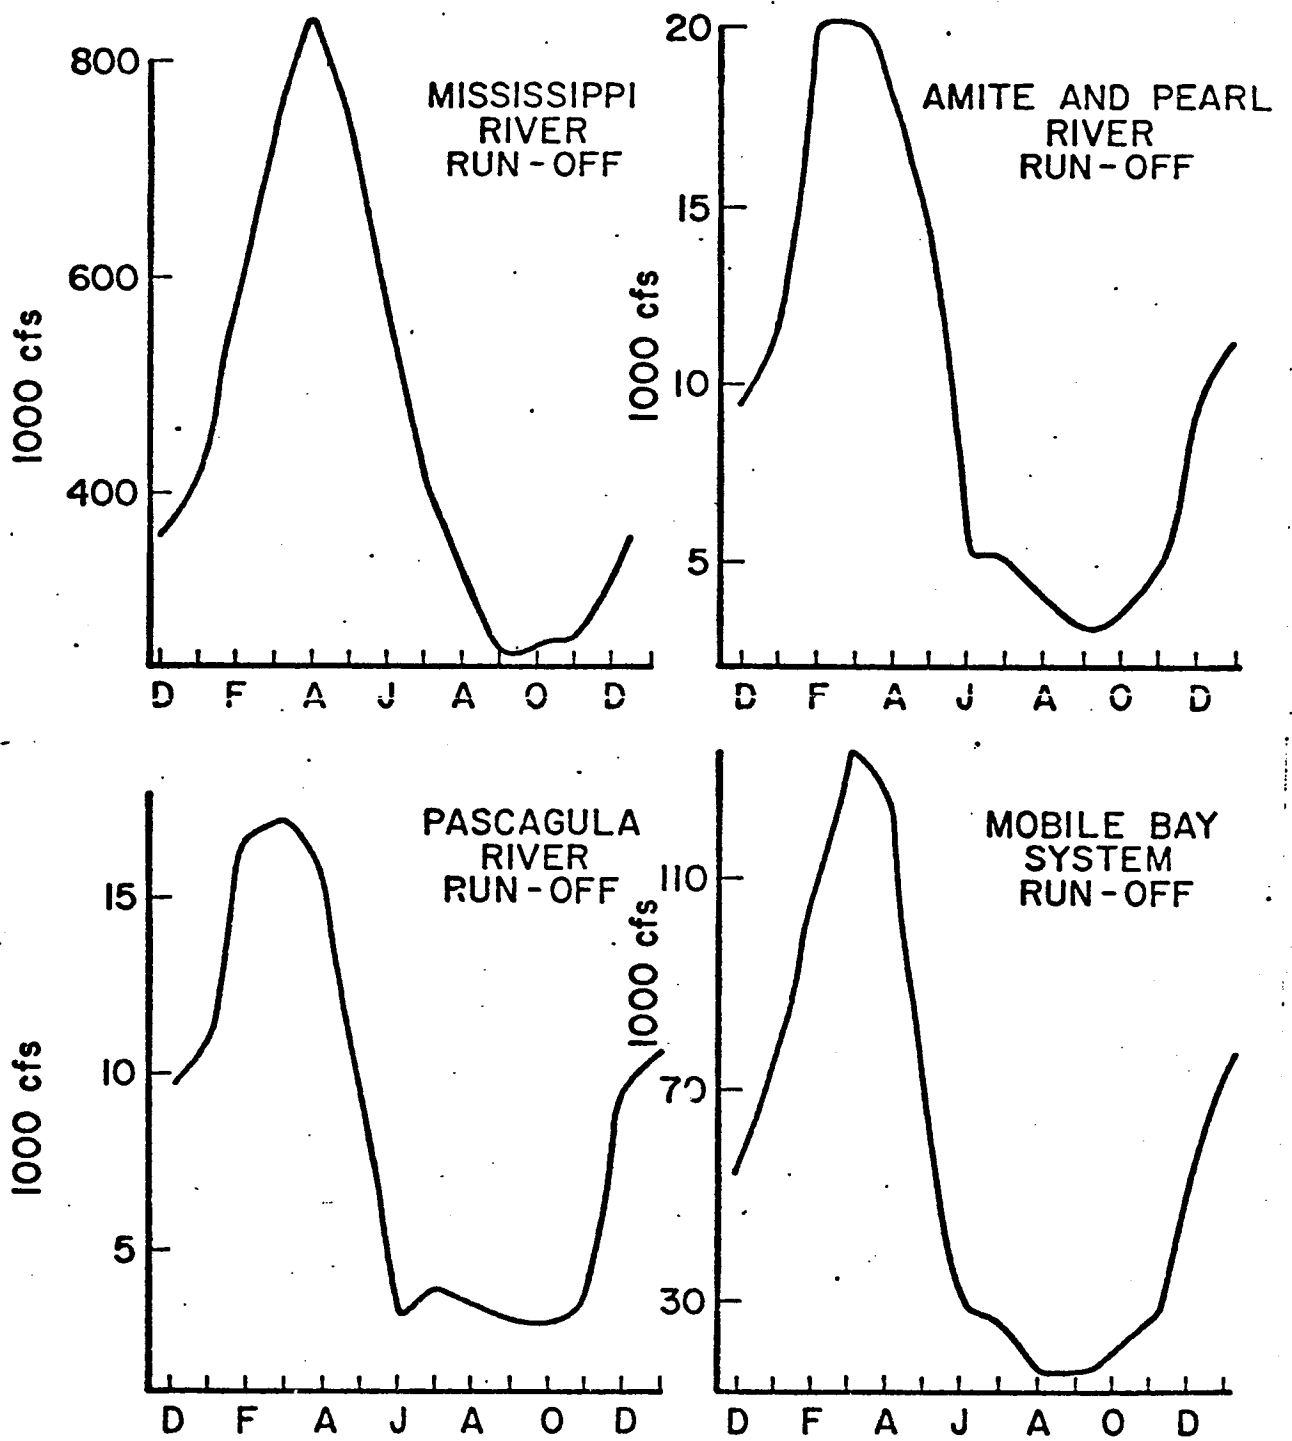 MISSISSIPPI
RIVER
RUN-OFF
1000 cfs
800
600
400
D F A J A O D
AMITE AND PEARL
RIVER
RUN-OFF
1000 cfs
20
15
10
5
D F A J A O D
PASCAGULA
RIVER
RUN-OFF
1000 cfs
15
10
5
D F A J A O D
MOBILE BAY
SYSTEM
RUN-OFF
1000 cfs
110
70
30
D F A J A O D